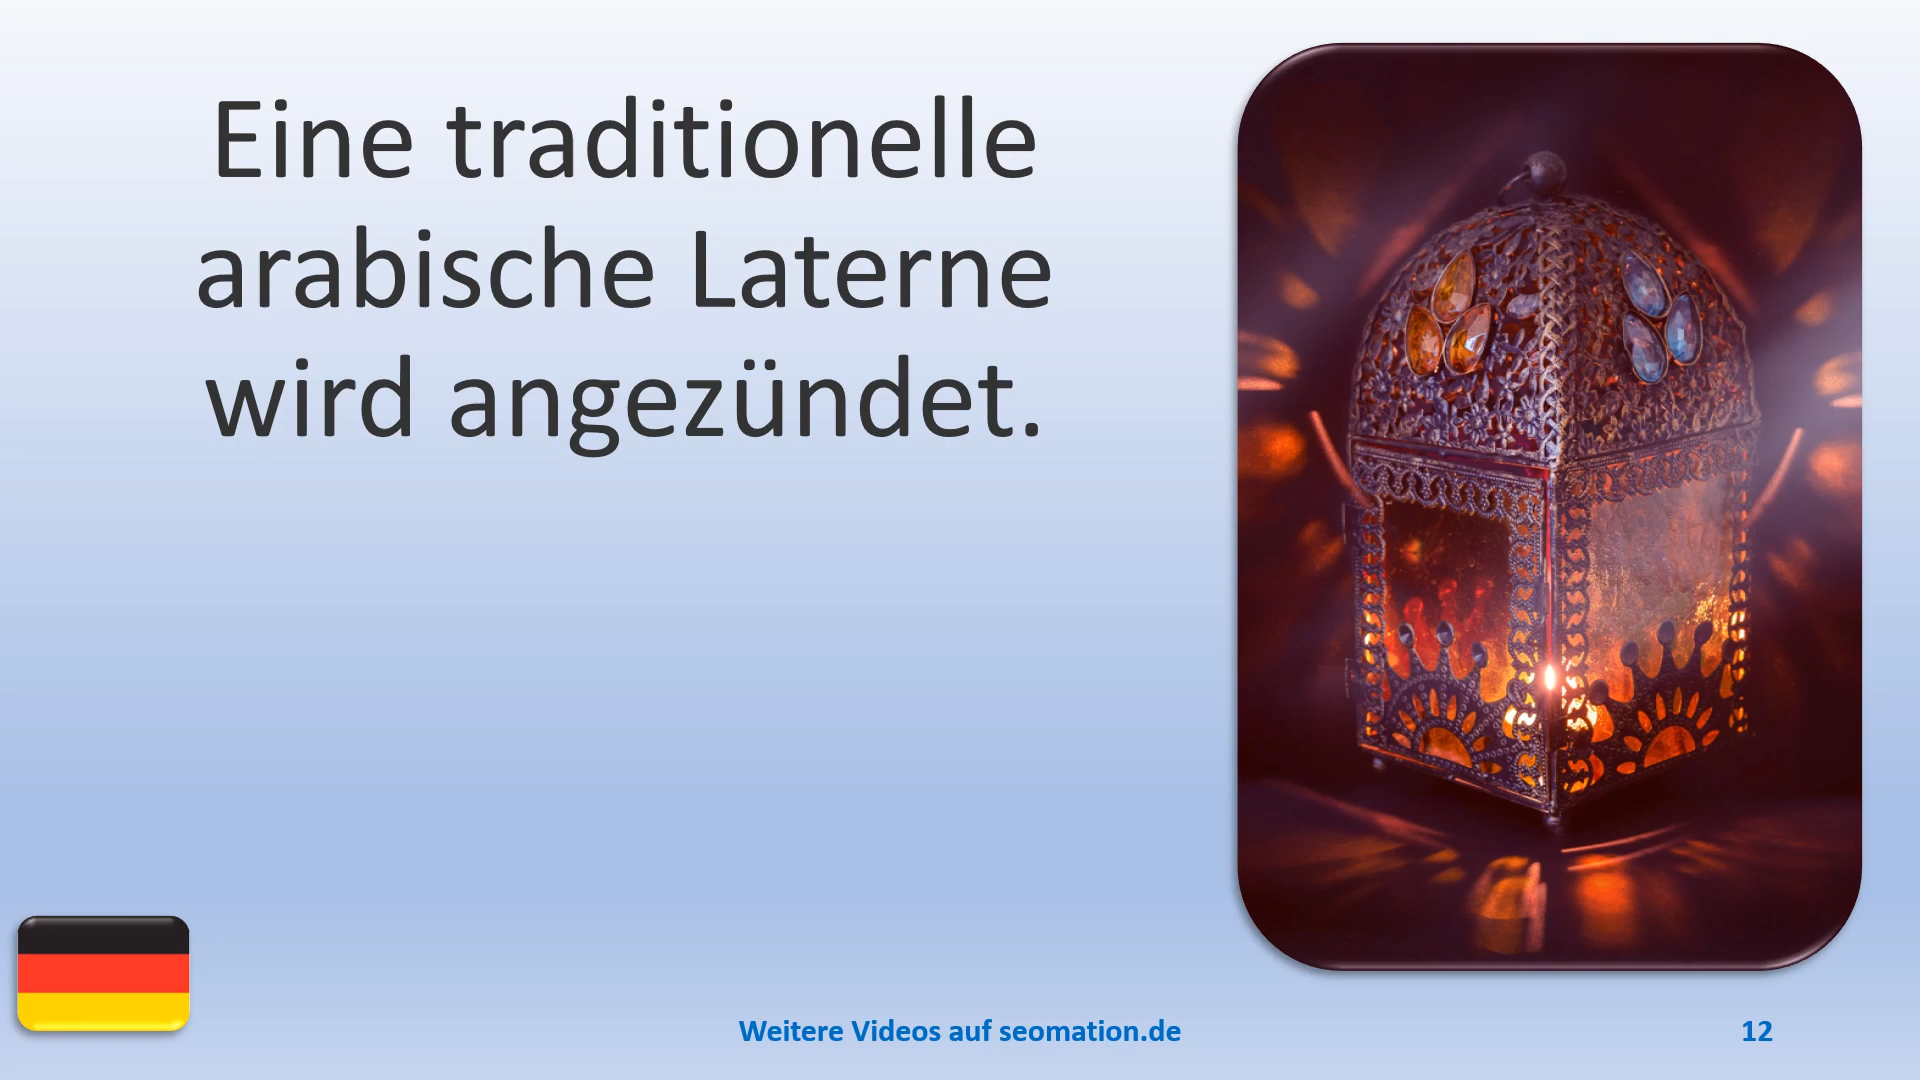 Eine traditionelle
arabische Laterne
wird angezündet.
Weitere Videos auf seomation.de
12